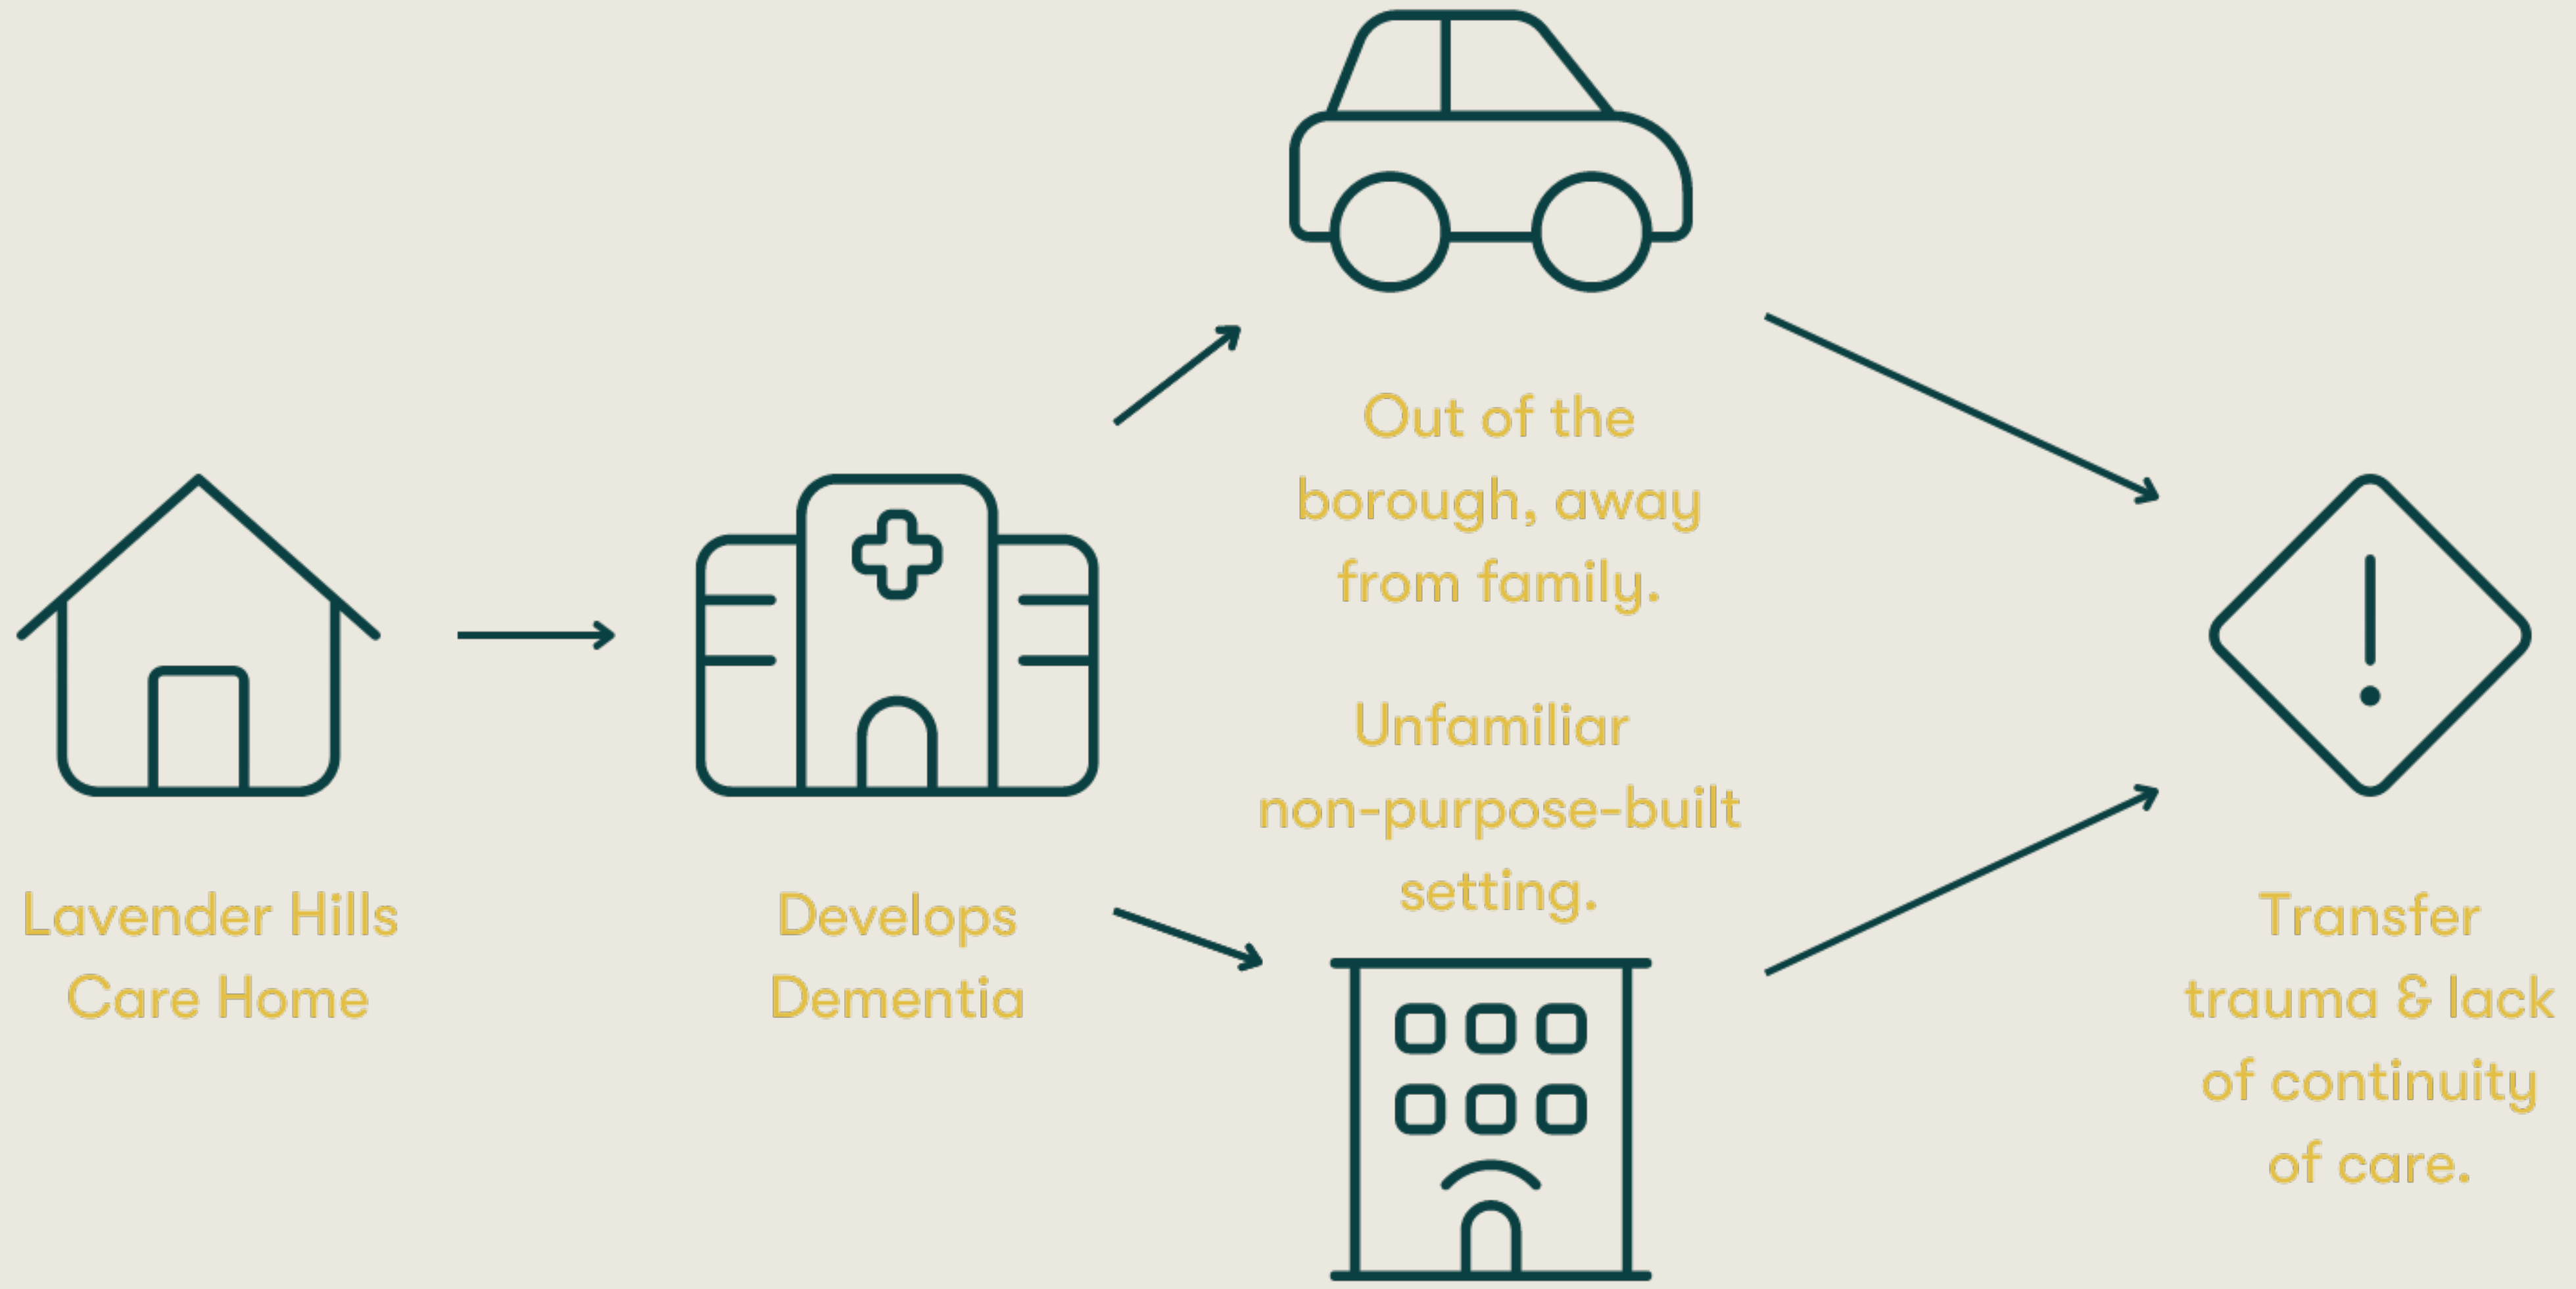 Lavender Hills
Care Home
Develops
Dementia
Out of the
borough, away
from family.
Unfamiliar
non-purpose-built
setting.
Transfer
trauma & lack
of continuity
of care.